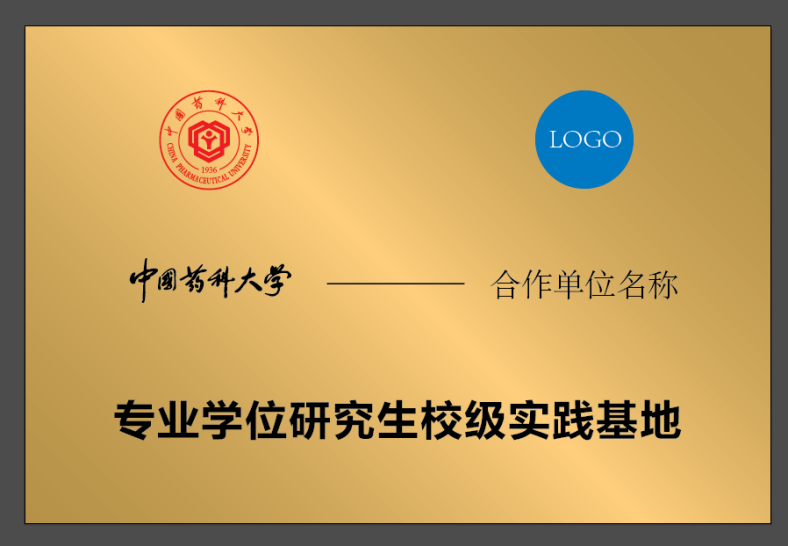 中国药科大学
CHINA PHARMACEUTICAL UNIVERSITY
1936
LOGO
中國药科大学 ———— 合作单位名称
专业学位研究生校级实践基地